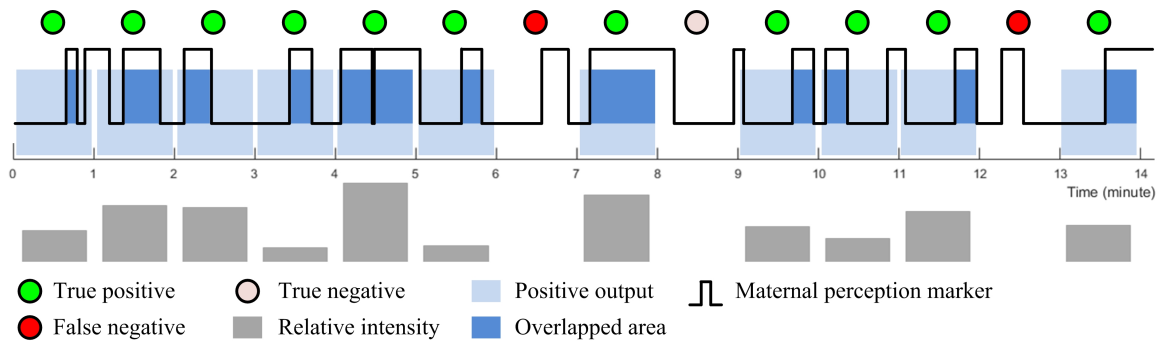 0 1 2 3 4 5 6 7 8 9 10 11 12 13 14
Time (minute)
True positive True negative Positive output Maternal perception marker
False negative Relative intensity Overlapped area